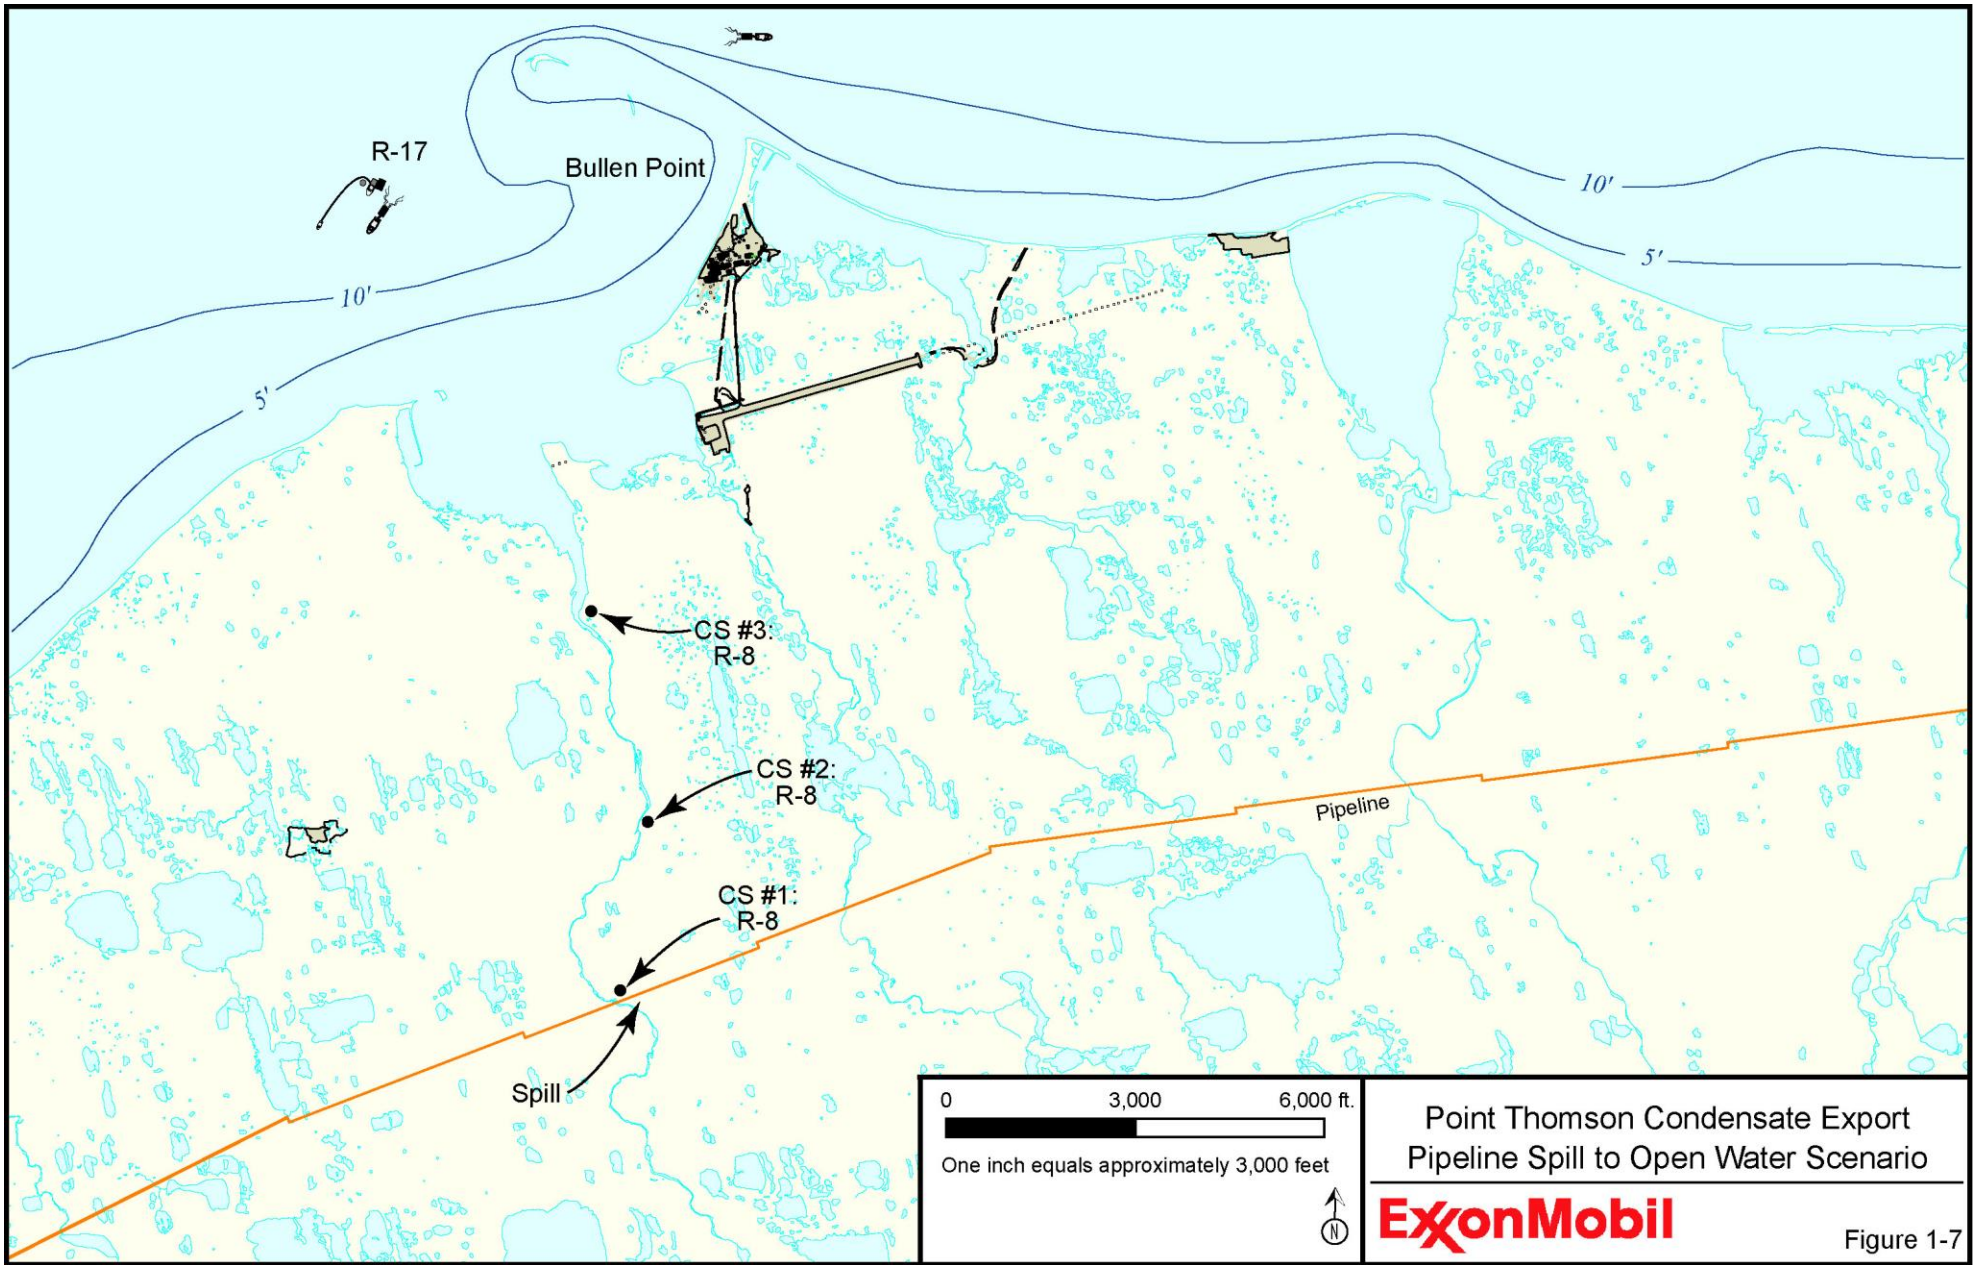 R-17
Bullen Point
10'
5'
10'
5'
CS #3:
R-8
CS #2:
R-8
Pipeline
CS #1:
R-8
Spill
0 3,000 6,000 ft.
One inch equals approximately 3,000 feet
N
Point Thomson Condensate Export
Pipeline Spill to Open Water Scenario
ExxonMobil
Figure 1-7